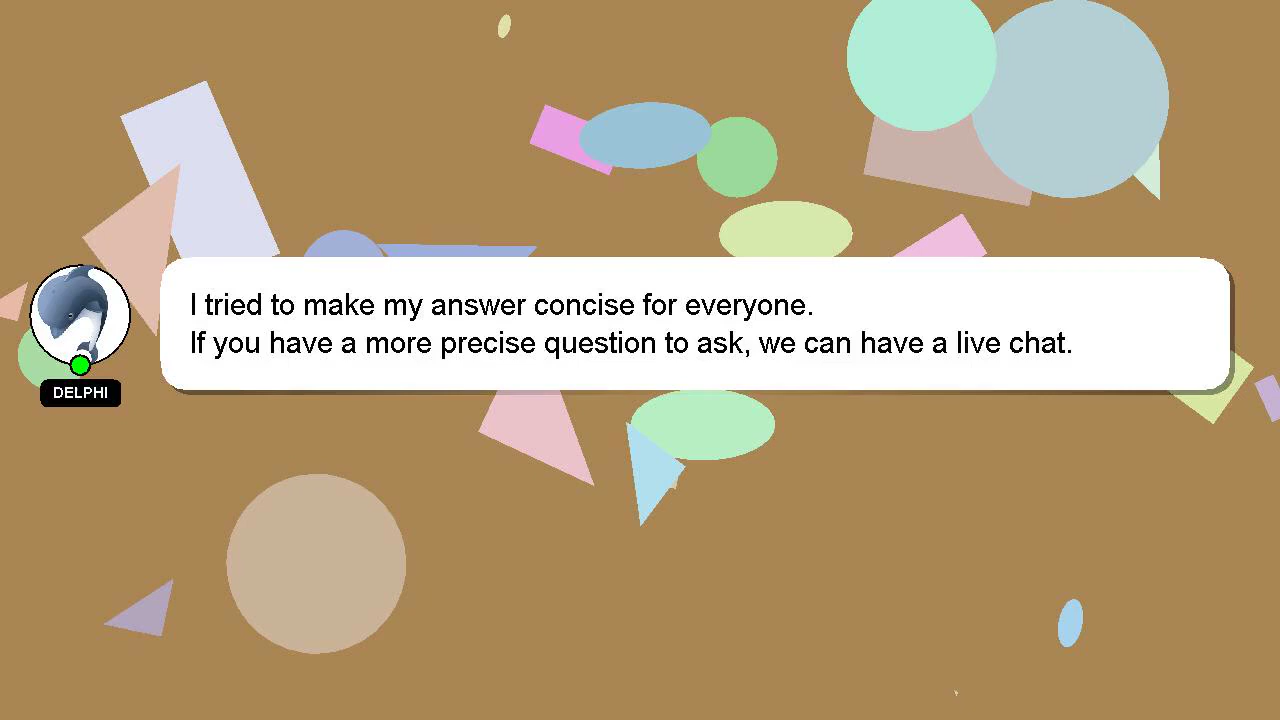 I tried to make my answer concise for everyone.
If you have a more precise question to ask, we can have a live chat.
DELPHI